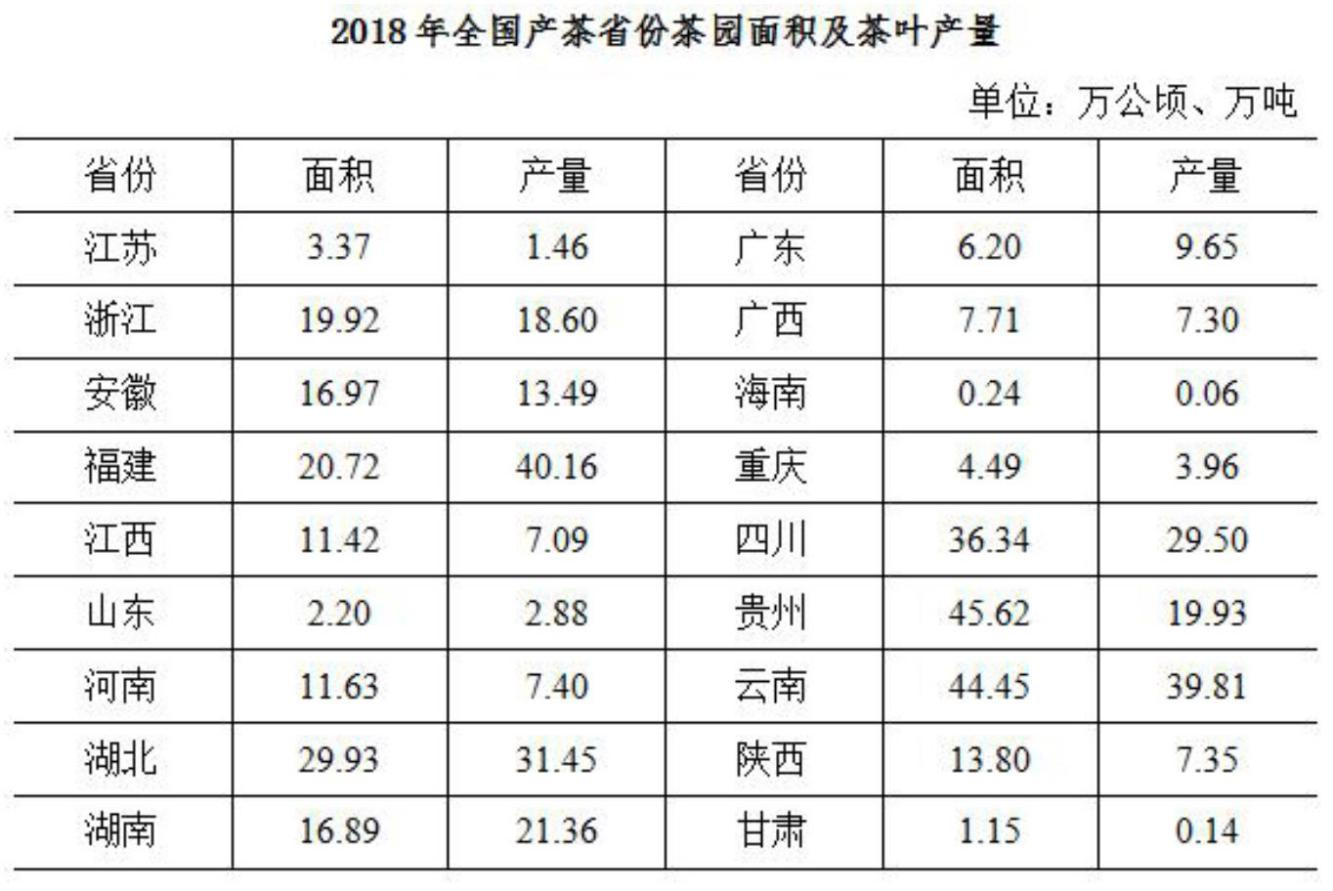 2018年全国产茶省份茶园面积及茶叶产量
单位：万公顷、万吨
省份 面积 产量 省份 面积 产量
江苏 3.37 1.46 广东 6.20 9.65
浙江 19.92 18.60 广西 7.71 7.30
安徽 16.97 13.49 海南 0.24 0.06
福建 20.72 40.16 重庆 4.49 3.96
江西 11.42 7.09 四川 36.34 29.50
山东 2.20 2.88 贵州 45.62 19.93
河南 11.63 7.40 云南 44.45 39.81
湖北 29.93 31.45 陕西 13.80 7.35
湖南 16.89 21.36 甘肃 1.15 0.14